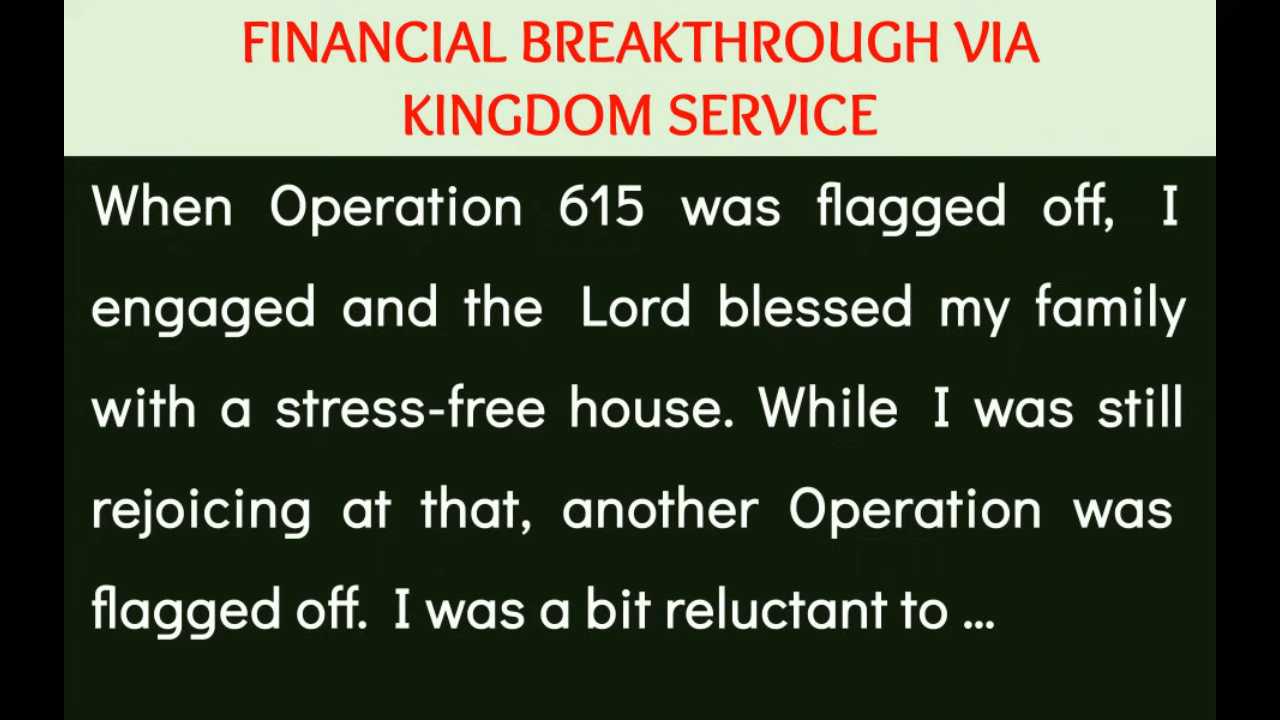 FINANCIAL BREAKTHROUGH VIA
KINGDOM SERVICE
When Operation 615 was flagged off, I
engaged and the Lord blessed my family
with a stress-free house. While I was still
rejoicing at that, another Operation was
flagged off. I was a bit reluctant to ...